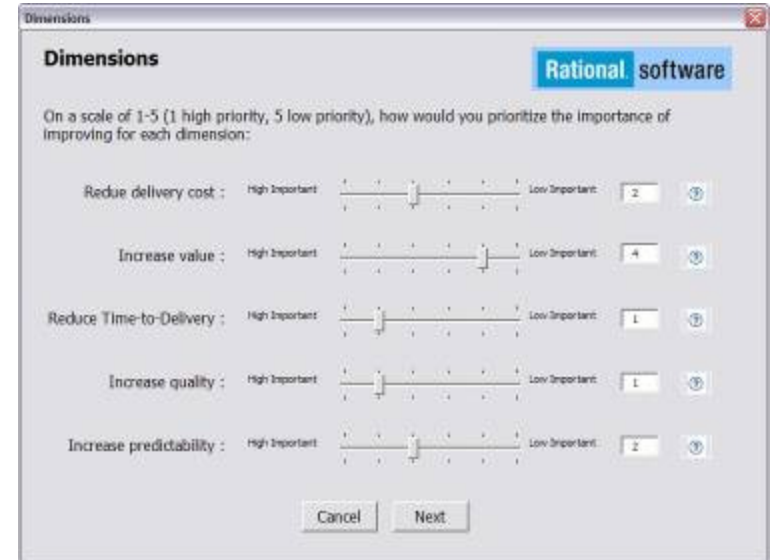 Dimensions
Dimensions
Rational software
On a scale of 1-5 (1 high priority, 5 low priority), how would you prioritize the importance of
improving for each dimension:
Redue delivery cost : High Important Low Important 2
Increase value : High Important Low Important 4
Reduce Time-to-Delivery : High Important Low Important 1
Increase quality : High Important Low Important 1
Increase predictability : High Important Low Important 2
Cancel Next